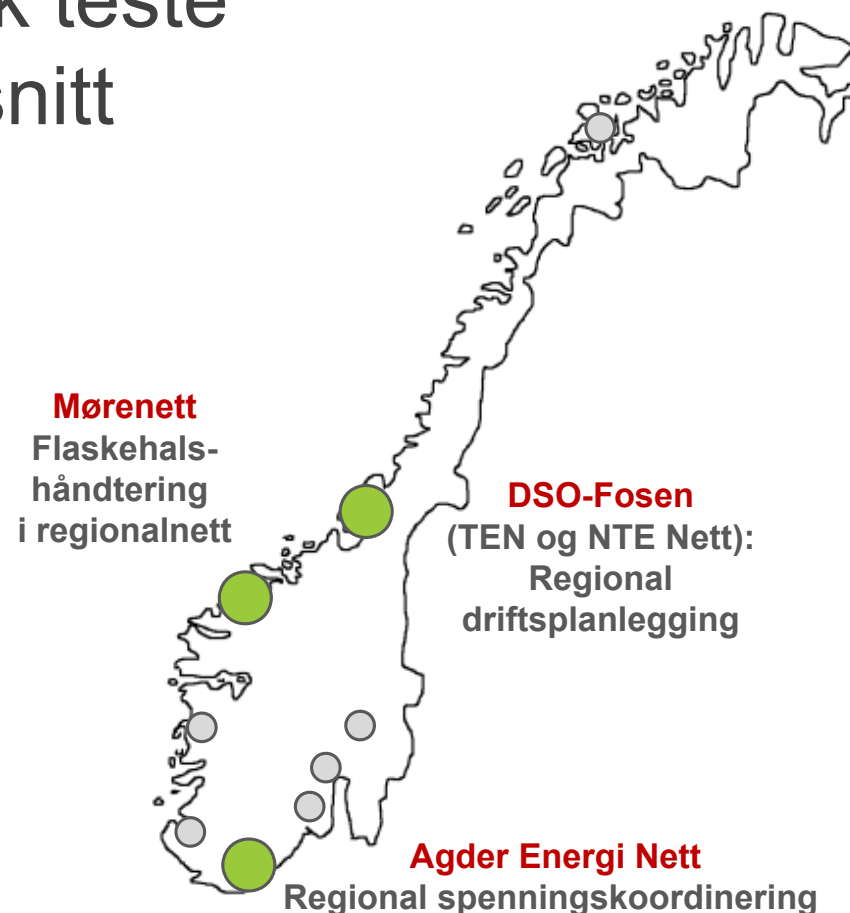 k teste
snitt
Mørenett
Flaskehals-
håndtering
i regionalnett
DSO-Fosen
(TEN og NTE Nett):
Regional
driftsplanlegging
Agder Energi Nett
Regional spenningskoordinering